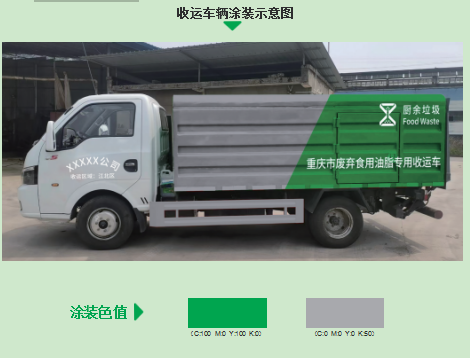 收运车辆涂装示意图
厨余垃圾
Food Waste
XXXXX公司
重庆市废弃食用油脂专用收运车
涂装色值
(C:100 M:0 Y:100 K:0)
(C:0 M:0 Y:0 K:50)